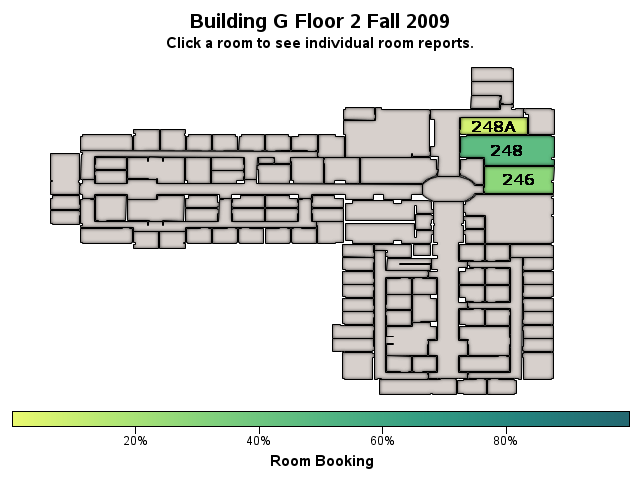 Building G Floor 2 Fall 2009
Click a room to see individual room reports.
248A
248
246
20%
40%
60%
80%
Room Booking